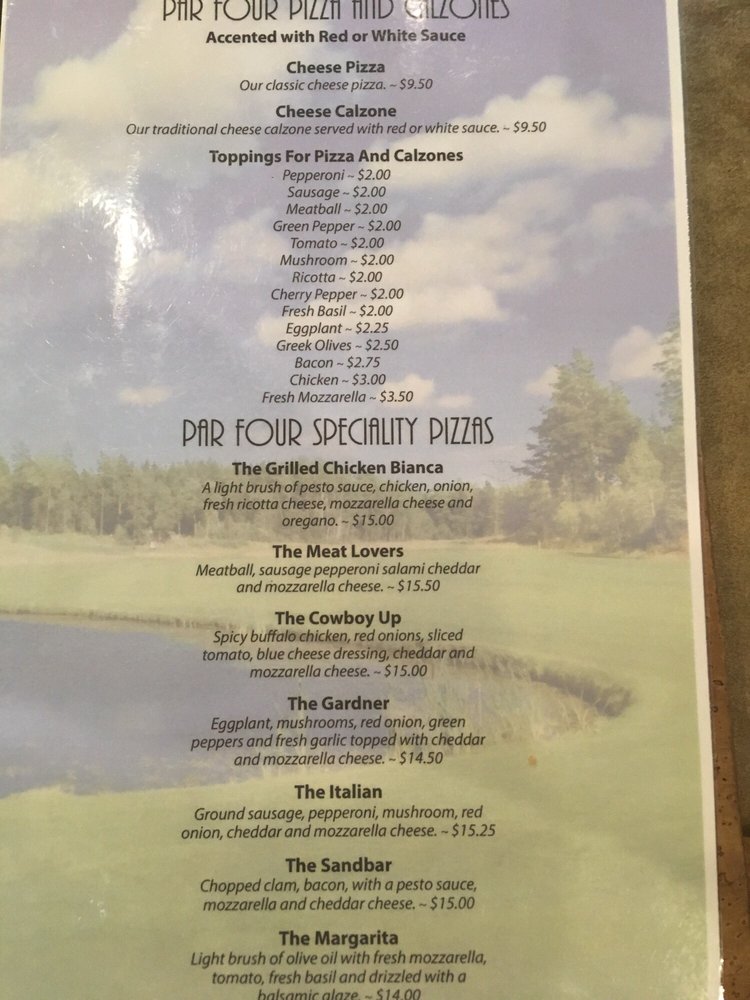 PAR FOUR PIZZA AND CALZONES
Accented with Red or White Sauce
Cheese Pizza
Our classic cheese pizza. ~ $9.50
Cheese Calzone
Our traditional cheese calzone served with red or white sauce. ~ $9.50
Toppings For Pizza And Calzones
Pepperoni ~ $2.00
Sausage ~ $2.00
Meatball ~ $2.00
Green Pepper ~ $2.00
Tomato ~ $2.00
Mushroom ~ $2.00
Ricotta ~ $2.00
Cherry Pepper ~ $2.00
Fresh Basil ~ $2.00
Eggplant ~ $2.25
Greek Olives ~ $2.50
Bacon ~ $2.75
Chicken ~ $3.00
Fresh Mozzarella ~ $3.50
PAR FOUR SPECIALITY PIZZAS
The Grilled Chicken Bianca
A light brush of pesto sauce, chicken, onion,
fresh ricotta cheese, mozzarella cheese and
oregano. ~ $15.00
The Meat Lovers
Meatball, sausage pepperoni salami cheddar
and mozzarella cheese. ~ $15.50
The Cowboy Up
Spicy buffalo chicken, red onions, sliced
tomato, blue cheese dressing, cheddar and
mozzarella cheese. ~ $15.00
The Gardner
Eggplant, mushrooms, red onion, green
peppers and fresh garlic topped with cheddar
and mozzarella cheese. ~ $14.50
The Italian
Ground sausage, pepperoni, mushroom, red
onion, cheddar and mozzarella cheese. ~ $15.25
The Sandbar
Chopped clam, bacon, with a pesto sauce,
mozzarella and cheddar cheese. ~ $15.00
The Margarita
Light brush of olive oil with fresh mozzarella,
tomato, fresh basil and drizzled with a
balsamic glaze. ~ $14.00